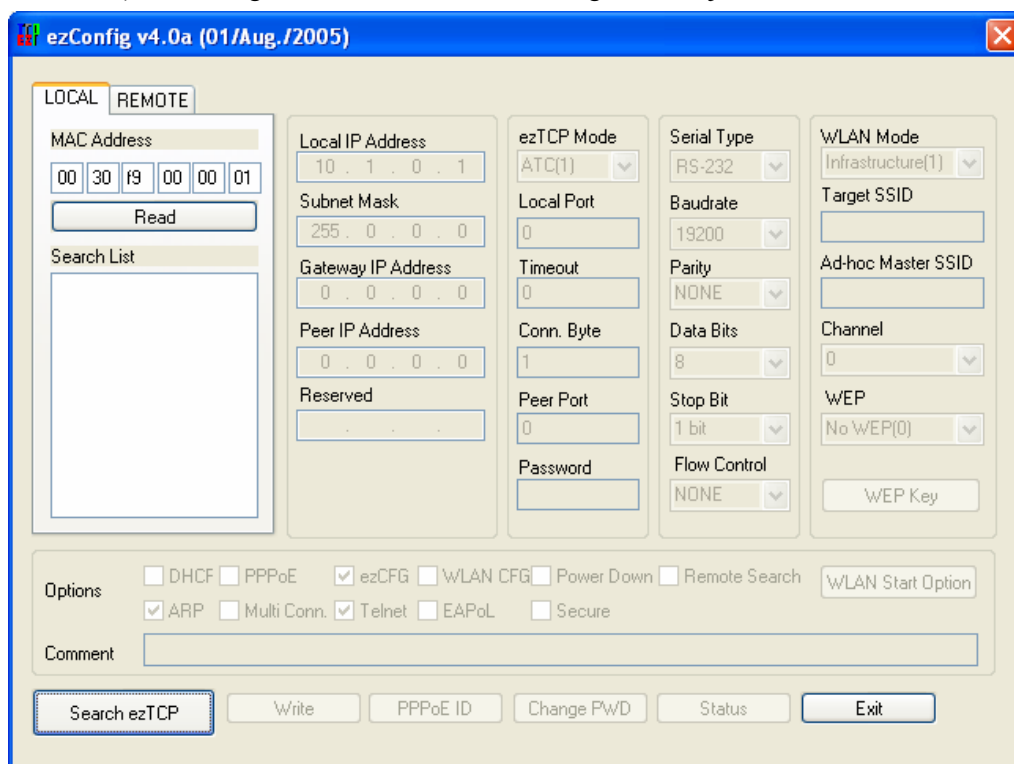 ezConfig v4.0a (01/Aug./2005)
LOCAL REMOTE
MAC Address
00 30 f9 00 00 01
Read
Search List
Local IP Address
10 . 1 . 0 . 1
Subnet Mask
255 . 0 . 0 . 0
Gateway IP Address
0 . 0 . 0 . 0
Peer IP Address
0 . 0 . 0 . 0
Reserved
. . .
ezTCP Mode
ATC(1)
Local Port
0
Timeout
0
Conn. Byte
1
Peer Port
0
Password
Serial Type
RS-232
Baudrate
19200
Parity
NONE
Data Bits
8
Stop Bit
1 bit
Flow Control
NONE
WLAN Mode
Infrastructure(1)
Target SSID
Ad-hoc Master SSID
Channel
0
WEP
No WEP(0)
WEP Key
Options
DHCP PPPoE ezCFG WLAN CFG Power Down Remote Search WLAN Start Option
ARP Multi Conn. Telnet EAPoL Secure
Comment
Search ezTCP Write PPPoE ID Change PWD Status Exit